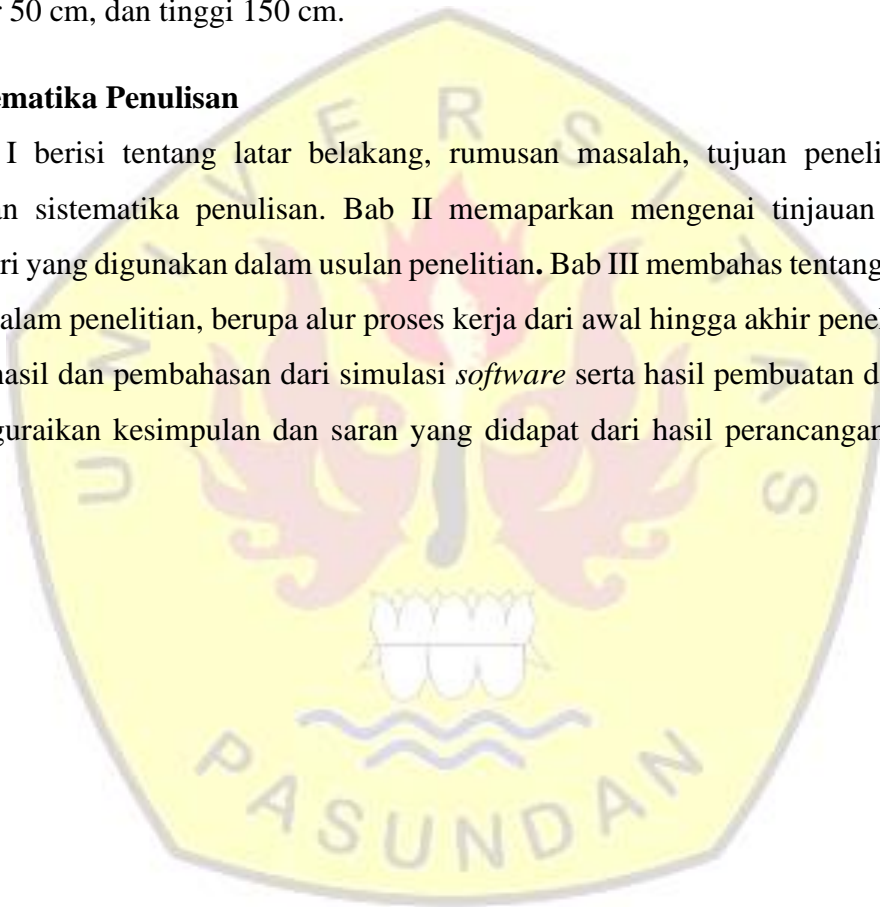 r 50 cm, dan tinggi 150 cm.
ematika Penulisan
I berisi tentang latar belakang, rumusan masalah, tujuan peneli
an sistematika penulisan. Bab II memaparkan mengenai tinjauan
ri yang digunakan dalam usulan penelitian. Bab III membahas tentang
alam penelitian, berupa alur proses kerja dari awal hingga akhir pene
hasil dan pembahasan dari simulasi software serta hasil pembuatan d
guraikan kesimpulan dan saran yang didapat dari hasil perancangan
UNIVERSITAS
PASUNDAN